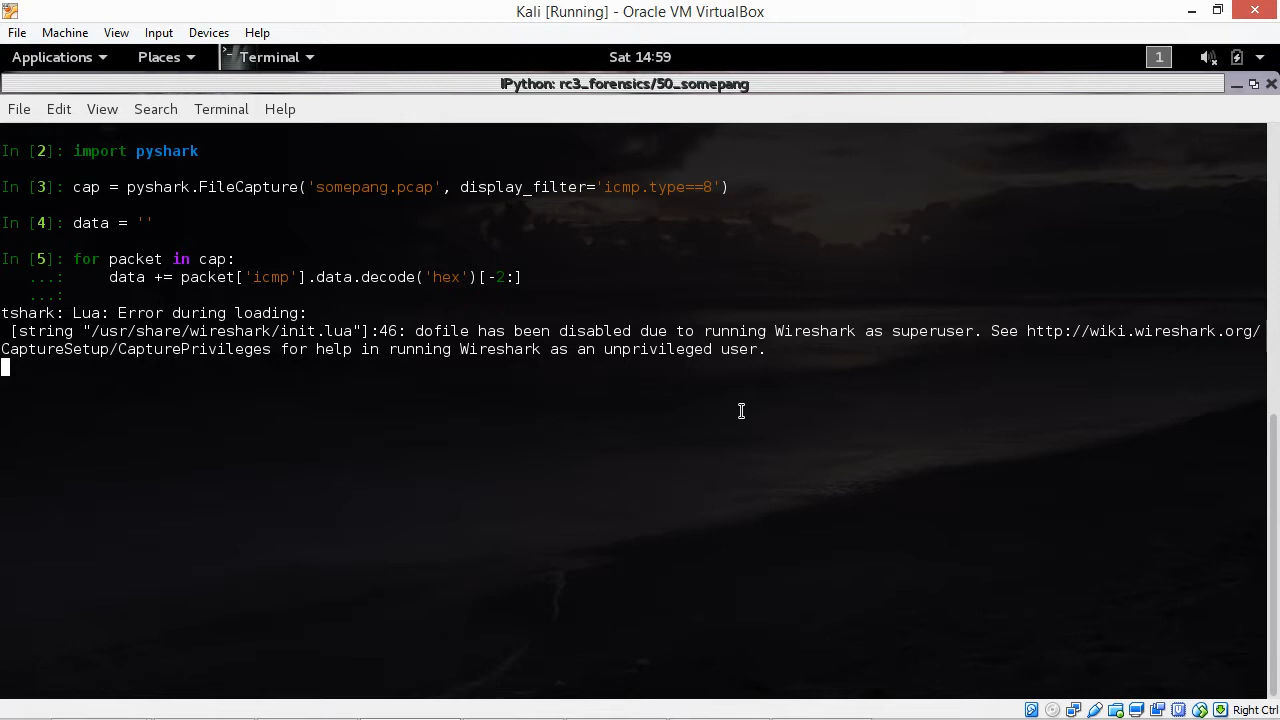 Kali [Running] - Oracle VM VirtualBox
File Machine View Input Devices Help
Applications Places Terminal Sat 14:59 1
IPython: rc3_forensics/50_somepang
File Edit View Search Terminal Help
In [2]: import pyshark
In [3]: cap = pyshark.FileCapture('somepang.pcap', display_filter='icmp.type==8')
In [4]: data = ''
In [5]: for packet in cap:
...: data += packet['icmp'].data.decode('hex')[-2:]
...:
tshark: Lua: Error during loading:
[string "/usr/share/wireshark/init.lua"]:46: dofile has been disabled due to running Wireshark as superuser. See http://wiki.wireshark.org/
CaptureSetup/CapturePrivileges for help in running Wireshark as an unprivileged user.
Right Ctrl